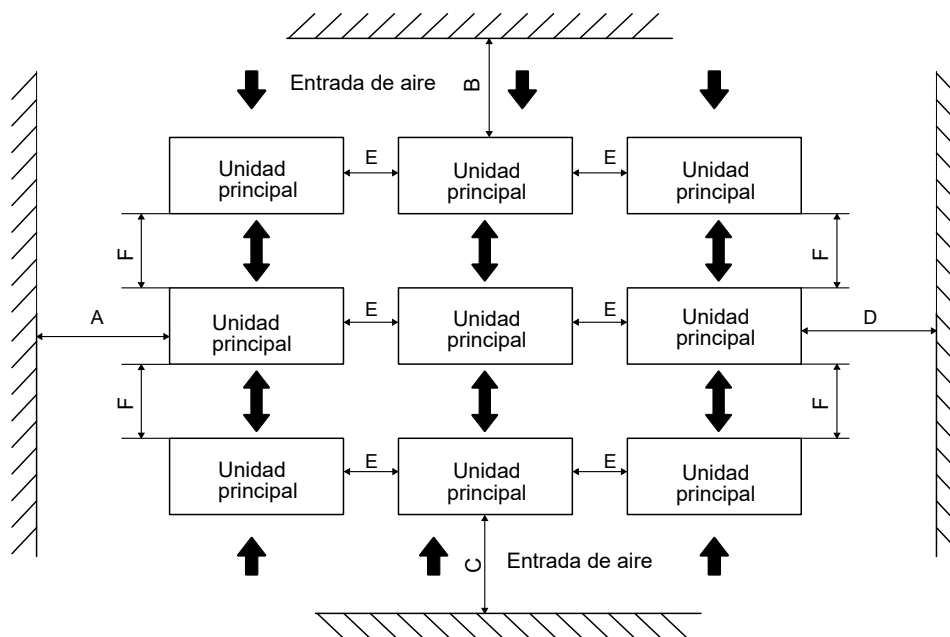 Entrada de aire
B
Unidad
principal
E
Unidad
principal
E
Unidad
principal
F
F
A
Unidad
principal
E
Unidad
principal
E
Unidad
principal
D
F
F
Unidad
principal
E
Unidad
principal
E
Unidad
principal
C
Entrada de aire